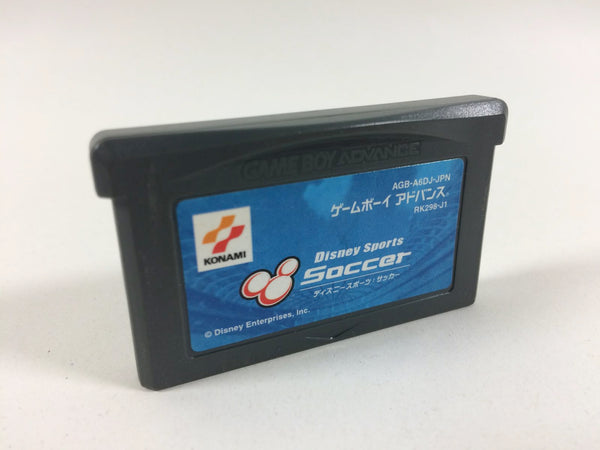 GAME BOY ADVANCE
AGB-A6DJ-JPN
ゲームボーイ アドバンス®
RK298-J1
KONAMI
Disney Sports
Soccer
ディズニースポーツ:サッカー
© Disney Enterprises, Inc.